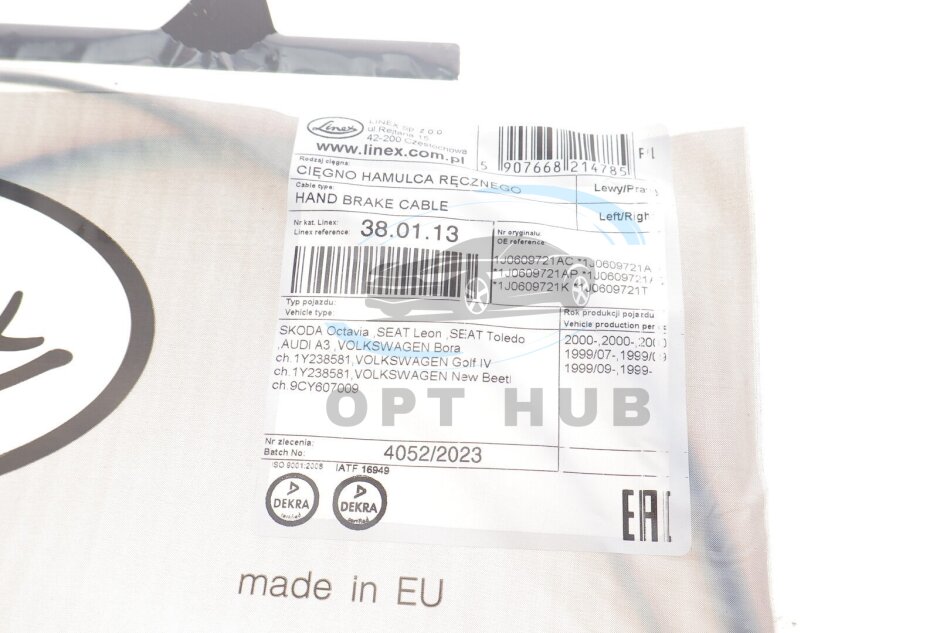 Linex
LINEX sp. z o.o.
ul Rejtana 16
42-200 Częstochowa
www.linex.com.pl
5 907668 214785
Rodzaj cięgna:
CIĘGNO HAMULCA RĘCZNEGO
Lewy/Praw
Cable type:
HAND BRAKE CABLE
Left/Righ
Nr kat. Linex:
Linex reference:
38.01.13
Nr oryginału:
OE reference
1J0609721AC *1J0609721A
*1J0609721AP *1J0609721
*1J0609721K *1J0609721T
Typ pojazdu:
Vehicle type:
Rok produkcji pojazdu
Vehicle production per
SKODA Octavia ,SEAT Leon ,SEAT Toledo
,AUDI A3 ,VOLKSWAGEN Bora
ch.1Y238581,VOLKSWAGEN Golf IV
ch.1Y238581,VOLKSWAGEN New Beetl
ch.9CY607009
2000-,2000-,2000
1999/07-,1999/09
1999/09-,1999-
OPT HUB
Nr zlecenia:
Batch No:
4052/2023
ISO 9001:2008
IATF 16949
DEKRA
DEKRA
EAC
made in EU